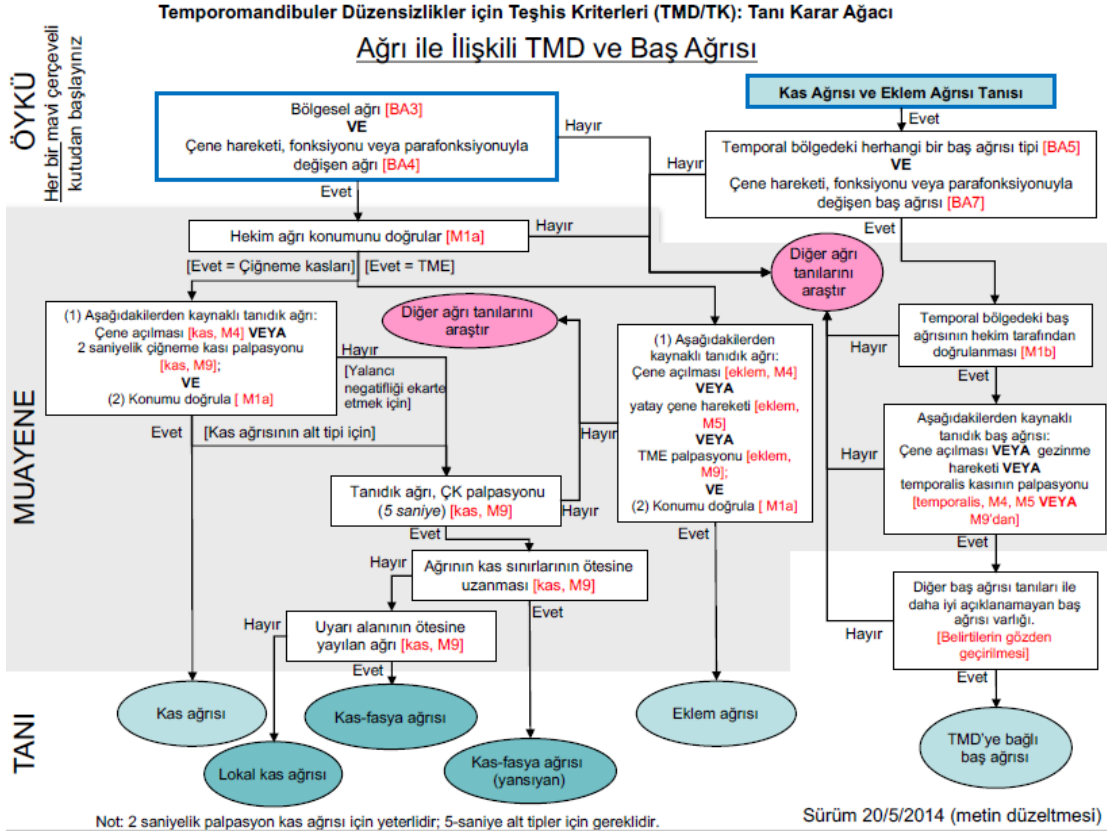 Temporomandibuler Düzensizlikler için Teşhis Kriterleri (TMD/TK): Tanı Karar Ağacı
Ağrı ile İlişkili TMD ve Baş Ağrısı
ÖYKÜ
Her bir mavi çerçeveli
kutudan başlayınız
Bölgesel ağrı [BA3]
VE
Çene hareketi, fonksiyonu veya parafonksiyonuyla
değişen ağrı [BA4]
Hayır
Evet
Kas Ağrısı ve Eklem Ağrısı Tanısı
Evet
Temporal bölgedeki herhangi bir baş ağrısı tipi [BA5]
VE
Çene hareketi, fonksiyonu veya parafonksiyonuyla
değişen baş ağrısı [BA7]
Hayır
Evet
MUAYENE
Hekim ağrı konumunu doğrular [M1a]
Hayır
[Evet = Çiğneme kasları]
[Evet = TME]
Diğer ağrı
tanılarını
araştır
(1) Aşağıdakilerden kaynaklı tanıdık ağrı:
Çene açılması [kas, M4] VEYA
2 saniyelik çiğneme kası palpasyonu
[kas, M9];
VE
(2) Konumu doğrula [ M1a]
Hayır
[Yalancı
negatifliği ekarte
etmek için]
Evet
[Kas ağrısının alt tipi için]
Diğer ağrı tanılarını
araştır
(1) Aşağıdakilerden
kaynaklı tanıdık ağrı:
Çene açılması [eklem, M4]
VEYA
yatay çene hareketi [eklem,
M5]
VEYA
TME palpasyonu [eklem,
M9];
VE
(2) Konumu doğrula [ M1a]
Hayır
Evet
Temporal bölgedeki baş
ağrısının hekim tarafından
doğrulanması [M1b]
Hayır
Evet
Aşağıdakilerden kaynaklı
tanıdık baş ağrısı:
Çene açılması VEYA gezinme
hareketi VEYA
temporalis kasının palpasyonu
[temporalis, M4, M5 VEYA
M9'dan]
Hayır
Evet
Tanıdık ağrı, ÇK palpasyonu
(5 saniye) [kas, M9]
Hayır
Evet
Ağrının kas sınırlarının ötesine
uzanması [kas, M9]
Hayır
Evet
Uyarı alanının ötesine
yayılan ağrı [kas, M9]
Hayır
Evet
Diğer baş ağrısı tanıları ile
daha iyi açıklanamayan baş
ağrısı varlığı.
[Belirtilerin gözden
geçirilmesi]
Hayır
Evet
TANI
Kas ağrısı
Lokal kas ağrısı
Kas-fasya ağrısı
Kas-fasya ağrısı
(yansıyan)
Eklem ağrısı
TMD'ye bağlı
baş ağrısı
Not: 2 saniyelik palpasyon kas ağrısı için yeterlidir; 5-saniye alt tipler için gereklidir.
Sürüm 20/5/2014 (metin düzeltmesi)